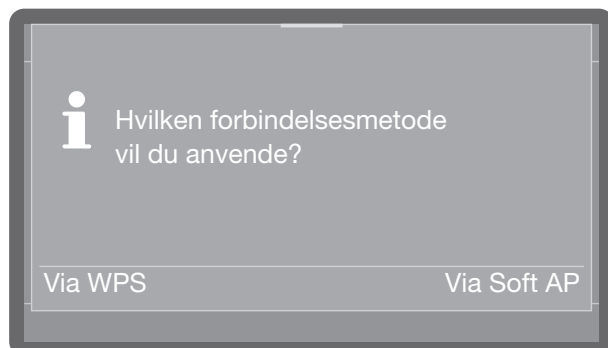 Hvilken forbindelsesmetode
vil du anvende?
Via WPS
Via Soft AP